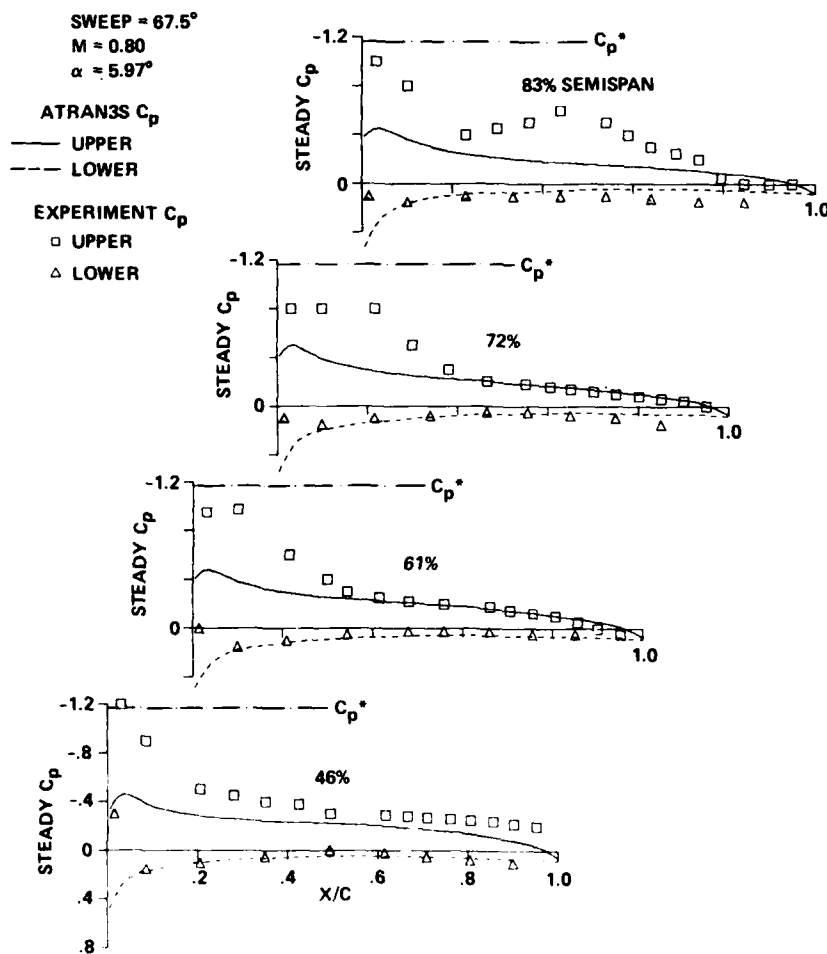 SWEEP = 67.5°
M = 0.80
α = 5.97°
ATRAN3S Cp
UPPER
LOWER
EXPERIMENT Cp
□ UPPER
△ LOWER
-1.2
Cp*
83% SEMISPAN
STEADY Cp
0
1.0
-1.2
Cp*
72%
STEADY Cp
0
1.0
-1.2
Cp*
61%
STEADY Cp
0
1.0
-1.2
Cp*
-.8
46%
STEADY Cp
-.4
0
.2
.4
.6
.8
1.0
X/C
.4
.8